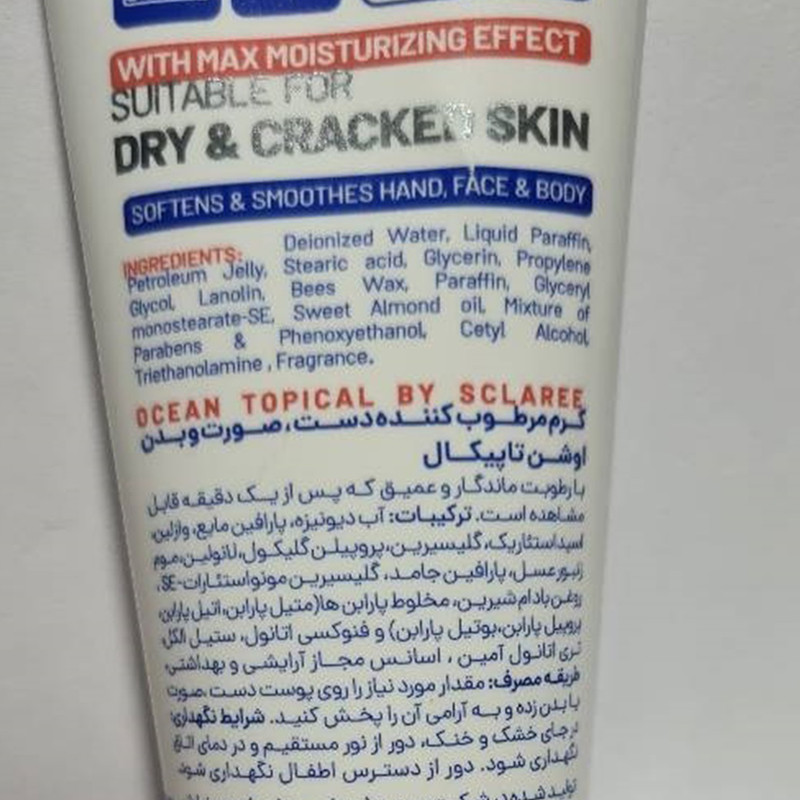 WITH MAX MOISTURIZING EFFECT
SUITABLE FOR
DRY & CRACKED SKIN
SOFTENS & SMOOTHES HAND, FACE & BODY
INGREDIENTS: Deionized Water, Liquid Paraffin,
Petroleum Jelly, Stearic acid, Glycerin, Propylene
Glycol, Lanolin, Bees Wax, Paraffin, Glyceryl
monostearate-SE, Sweet Almond oil, Mixture of
Parabens & Phenoxyethanol, Cetyl Alcohol,
Triethanolamine , Fragrance.
OCEAN TOPICAL BY SCLAREE
کرم مرطوب کننده دست، صورت و بدن
اوشن تاپیکال
با رطوبت ماندگار و عمیق که پس از یک دقیقه قابل
مشاهده است. ترکیبات: آب دیونیزه، پارافین مایع، وازلین،
اسید استئاریک، گلیسیرین، پروپیلن گلیکول، لانولین، موم
زنبور عسل، پارافین جامد، گلیسیرین مونواستئارات-SE،
روغن بادام شیرین، مخلوط پارابن ها(متیل پارابن، اتیل پارابن،
پروپیل پارابن، بوتیل پارابن) و فنوکسی اتانول، ستیل الکل،
تری اتانول آمین ، اسانس مجاز آرایشی و بهداشتی.
طریقه مصرف: مقدار مورد نیاز را روی پوست دست، صورت
یا بدن زده و به آرامی آن را پخش کنید. شرایط نگهداری:
در جای خشک و خنک، دور از نور مستقیم و در دمای اتاق
نگهداری شود. دور از دسترس اطفال نگهداری شود.
تولید شده در شرکت